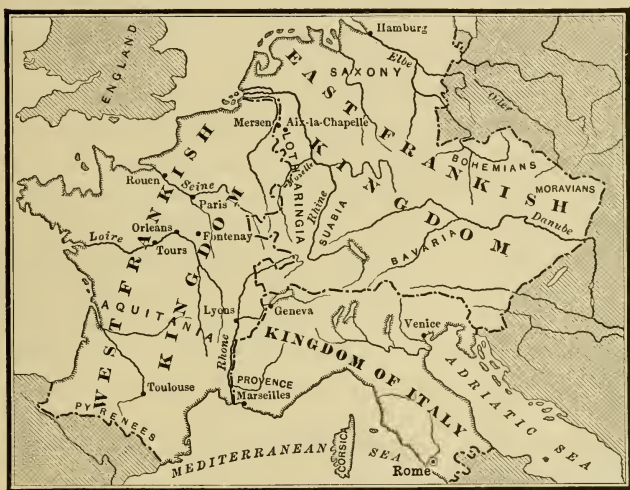 Hamburg
ENGLAND
Elbe
SAXONY
Oder
EAST FRANKISH KINGDOM
Mersen
Aix-la-Chapelle
LOTHARINGIA
Moselle
BOHEMIANS
MORAVIANS
Rouen
Seine
Paris
Rhine
SUABIA
Danube
WEST FRANKISH KINGDOM
Orleans
Fontenay
Loire
Tours
BAVARIA
AQUITANIA
Lyons
Geneva
Venice
Rhone
KINGDOM OF ITALY
PROVENCE
Toulouse
Marseilles
ADRIATIC SEA
PYRENEES
MEDITERRANEAN SEA
CORSICA
Rome